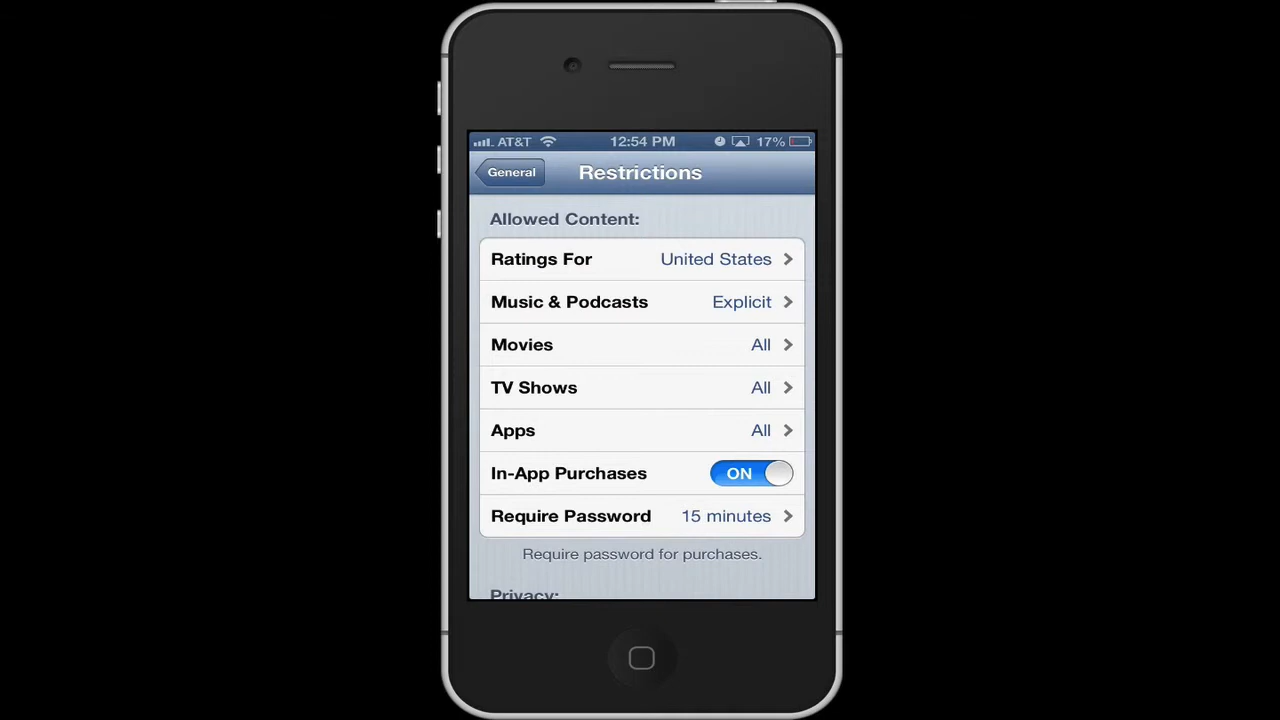 AT&T 12:54 PM 17%
General Restrictions
Allowed Content:
Ratings For United States
Music & Podcasts Explicit
Movies All
TV Shows All
Apps All
In-App Purchases ON
Require Password 15 minutes
Require password for purchases.
Privacy: